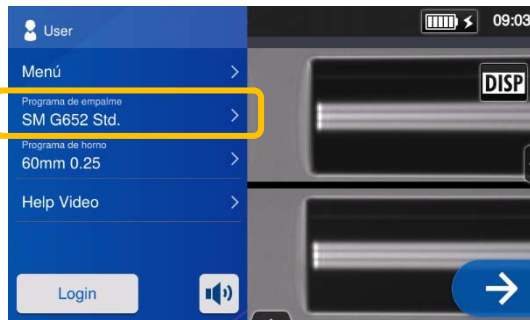 User
09:03
Menú
DISP
Programa de empalme
SM G652 Std.
Programa de horno
60mm 0.25
Help Video
Login